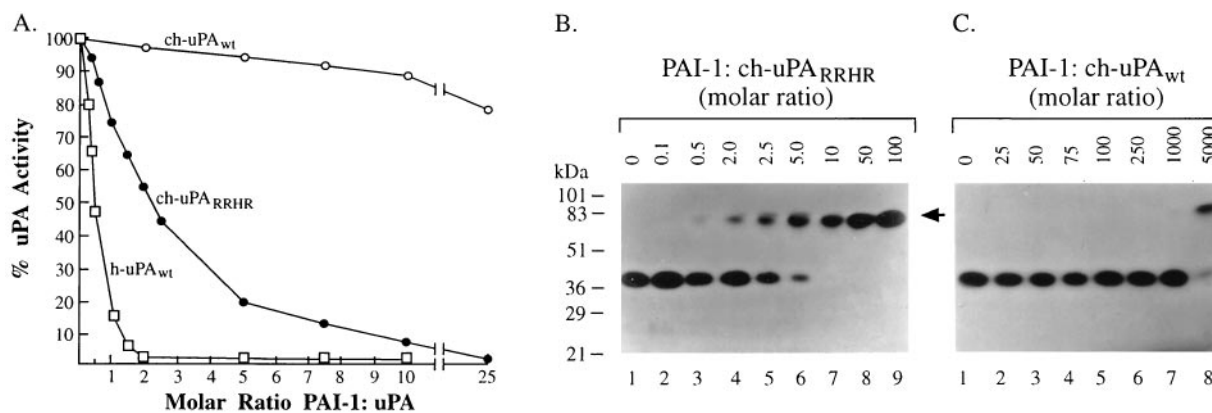 A.
100
90
80
70
60
50
40
30
20
10
% uPA Activity
ch-uPAwt
ch-uPARRHR
h-uPAwt
1 2 3 4 5 6 7 8 9 10 25
Molar Ratio PAI-1: uPA
B.
PAI-1: ch-uPARRHR
(molar ratio)
0 0.1 0.5 2.0 2.5 5.0 10 50 100
kDa
101
83
51
36
29
21
1 2 3 4 5 6 7 8 9
C.
PAI-1: ch-uPAwt
(molar ratio)
0 25 50 75 100 250 1000 5000
1 2 3 4 5 6 7 8